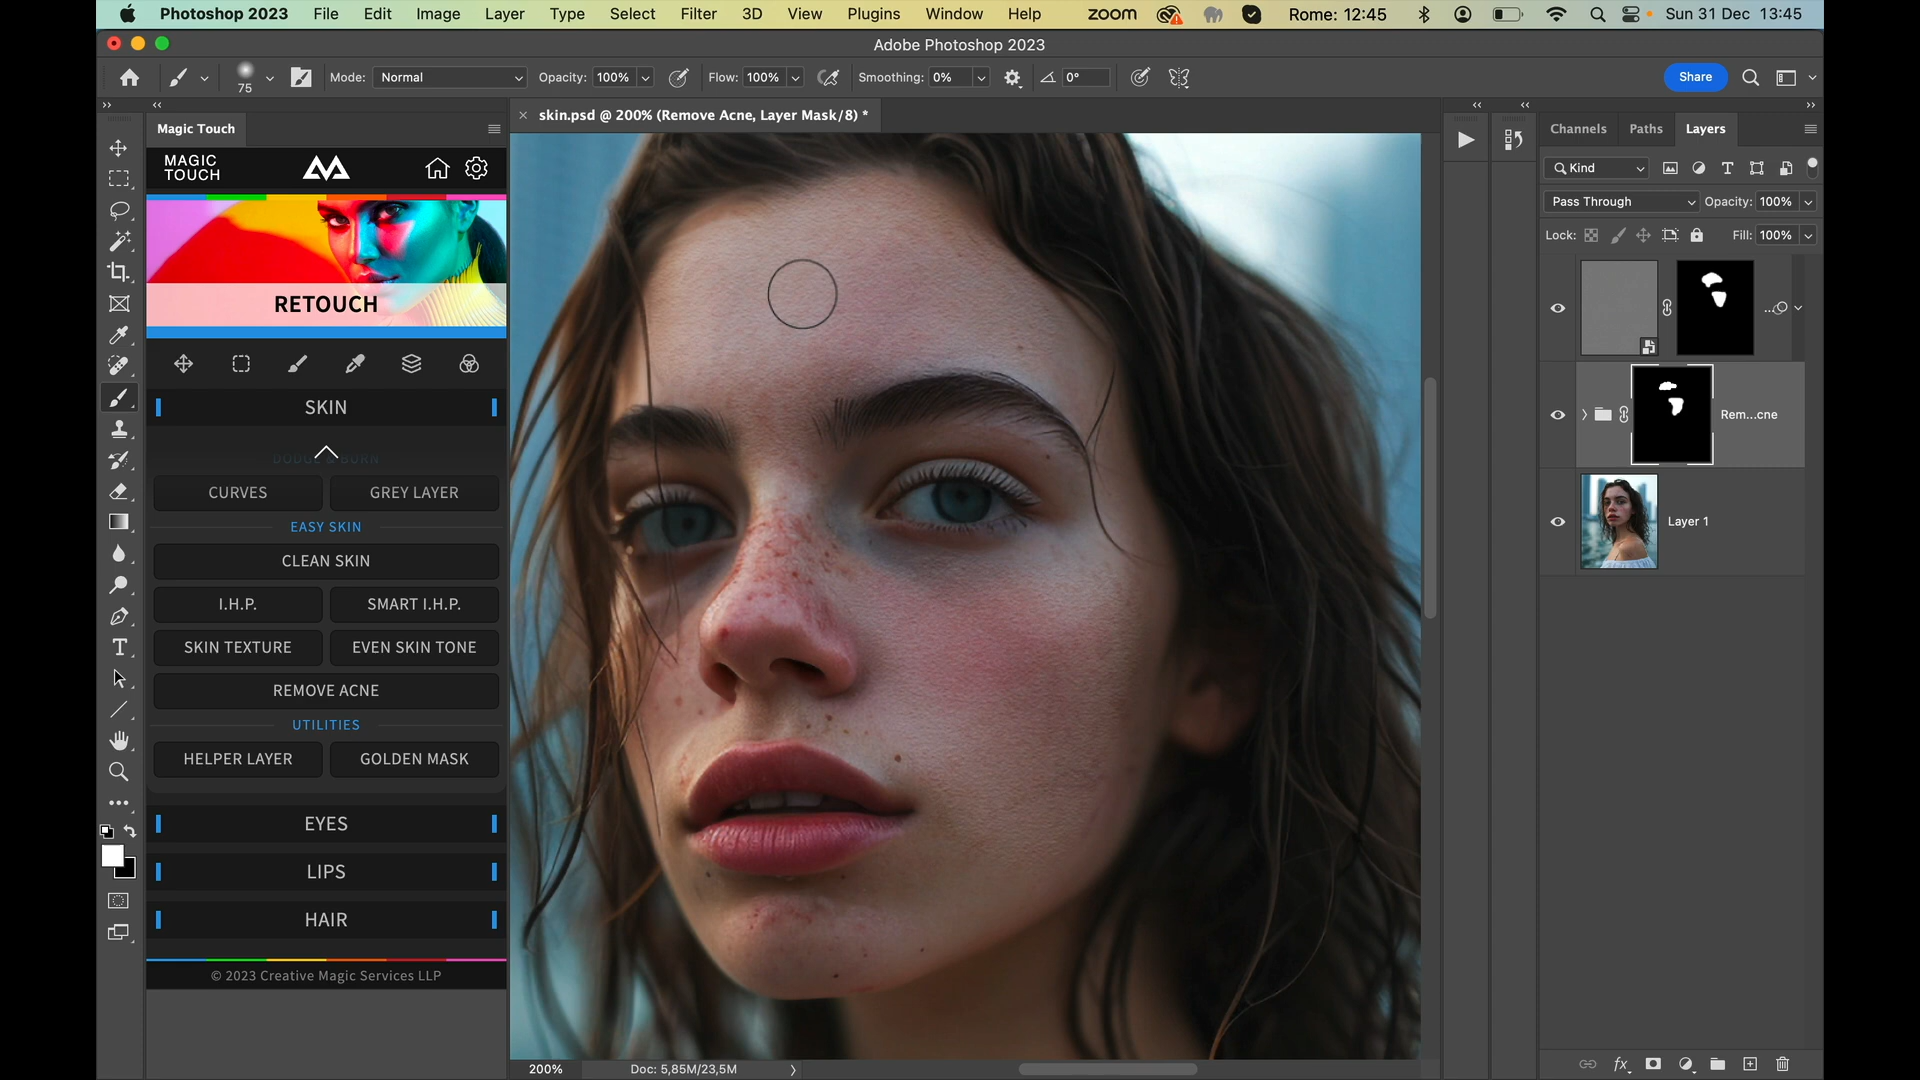 Photoshop 2023 File Edit Image Layer Type Select Filter 3D View Plugins Window Help zoom Rome: 12:45 Sun 31 Dec 13:45
Adobe Photoshop 2023
75 Mode: Normal Opacity: 100% Flow: 100% Smoothing: 0% 0° Share
Magic Touch
skin.psd @ 200% (Remove Acne, Layer Mask/8) *
Channels Paths Layers
MAGIC
TOUCH
Kind
Pass Through Opacity: 100%
Lock: Fill: 100%
RETOUCH
SKIN
DODGE & BURN
CURVES GREY LAYER
EASY SKIN
CLEAN SKIN
I.H.P. SMART I.H.P.
SKIN TEXTURE EVEN SKIN TONE
REMOVE ACNE
UTILITIES
HELPER LAYER GOLDEN MASK
EYES
LIPS
HAIR
© 2023 Creative Magic Services LLP
...
Rem...cne
Layer 1
200% Doc: 5,85M/23,5M
fx